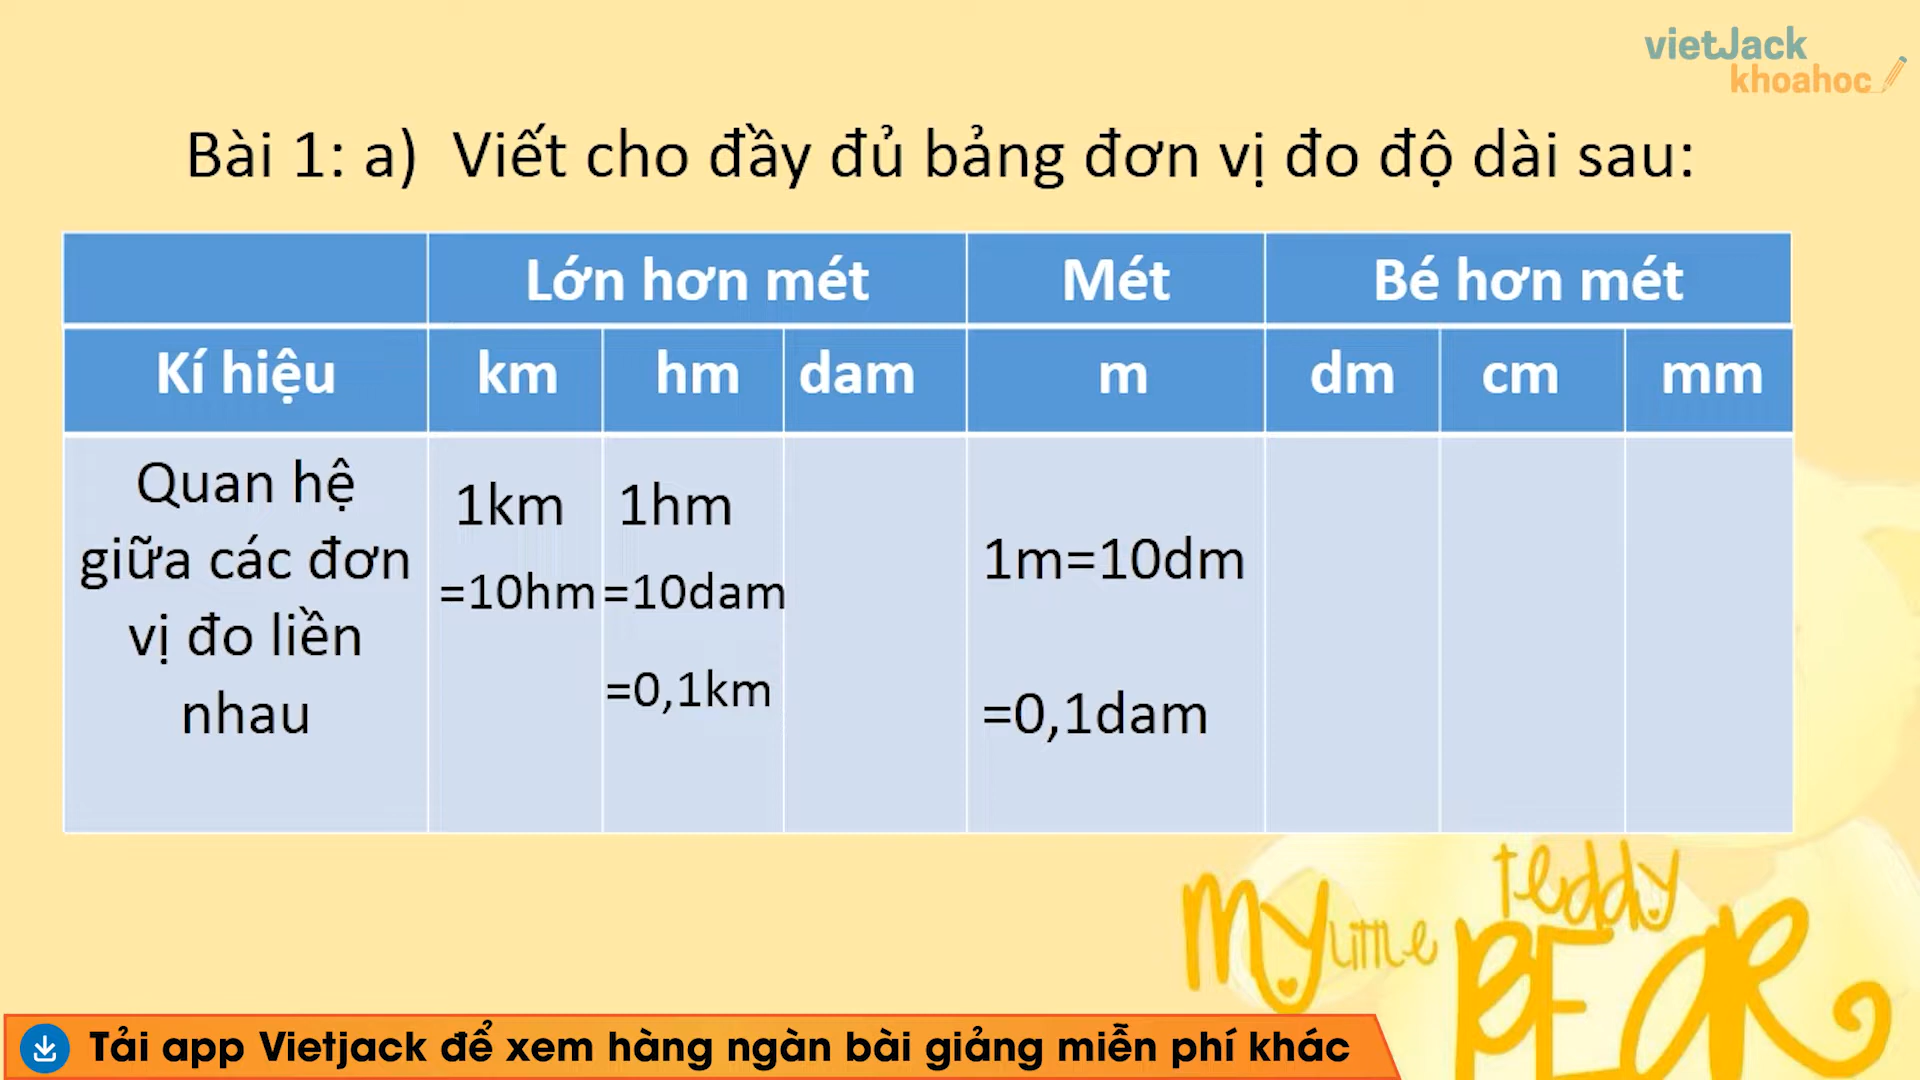 vietJack
khoahoc
Bài 1: a) Viết cho đầy đủ bảng đơn vị đo độ dài sau:
Lớn hơn mét Mét Bé hơn mét
Kí hiệu km hm dam m dm cm mm
Quan hệ
giữa các đơn
vị đo liền
nhau
1km
=10hm
1hm
=10dam
=0,1km
1m=10dm
=0,1dam
my little teddy
BEAR
Tải app Vietjack để xem hàng ngàn bài giảng miễn phí khác